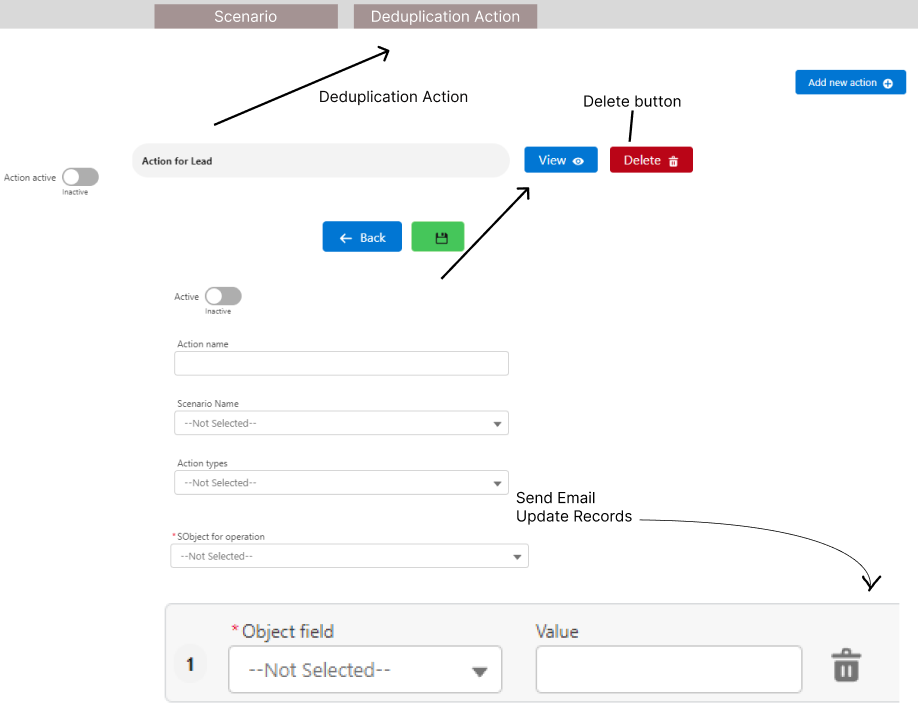 Scenario
Deduplication Action
Deduplication Action
Add new action
Delete button
Action for Lead
View
Delete
Action active
Inactive
Back
Active
Inactive
Action name
Scenario Name
--Not Selected--
Action types
--Not Selected--
Send Email
Update Records
*SObject for operation
--Not Selected--
*Object field
Value
1
--Not Selected--